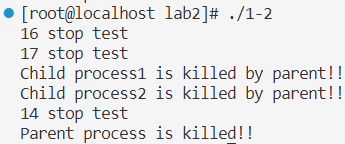 [root@localhost lab2]# ./1-2
16 stop test
17 stop test
Child process1 is killed by parent!!
Child process2 is killed by parent!!
14 stop test
Parent process is killed!!